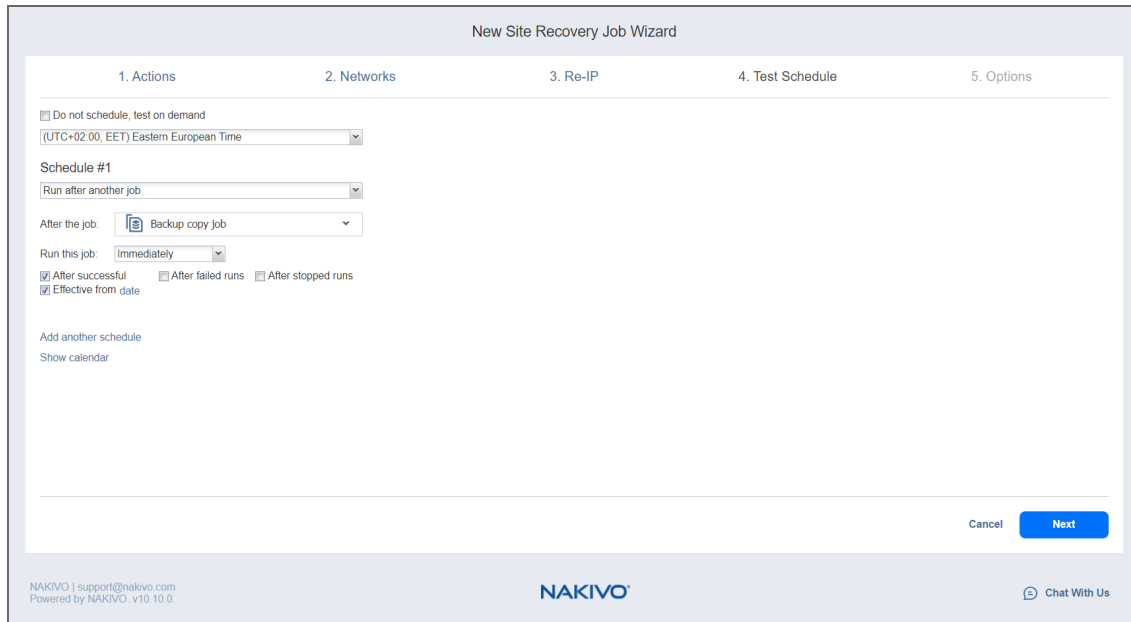 New Site Recovery Job Wizard
1. Actions 2. Networks 3. Re-IP 4. Test Schedule 5. Options
Do not schedule, test on demand
(UTC+02:00, EET) Eastern European Time
Schedule #1
Run after another job
After the job: Backup copy job
Run this job: Immediately
After successful After failed runs After stopped runs
Effective from date
Add another schedule
Show calendar
Cancel Next
NAKIVO | support@nakivo.com
Powered by NAKIVO. v10.10.0.
NAKIVO®
Chat With Us